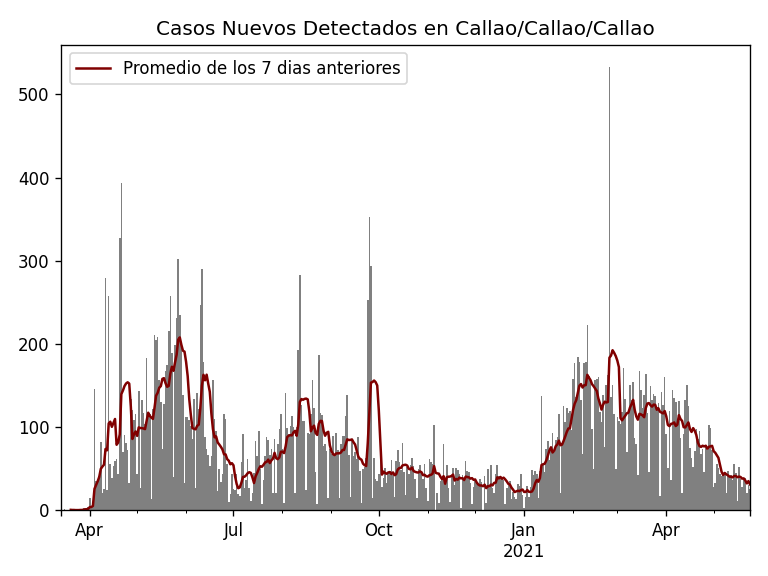 Casos Nuevos Detectados en Callao/Callao/Callao
Promedio de los 7 dias anteriores
500
400
300
200
100
0
Apr Jul Oct Jan Apr
2021